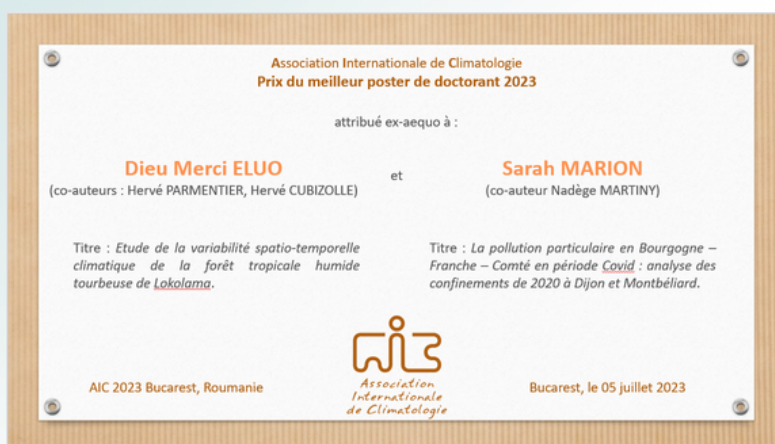 Association Internationale de Climatologie
Prix du meilleur poster de doctorant 2023
attribué ex-aequo à :
Dieu Merci ELUO
(co-auteurs : Hervé PARMENTIER, Hervé CUBIZOLLE)
et
Sarah MARION
(co-auteur Nadège MARTINY)
Titre : Etude de la variabilité spatio-temporelle
climatique de la forêt tropicale humide
tourbeuse de Lokolama.
Titre : La pollution particulaire en Bourgogne –
Franche – Comté en période Covid : analyse des
confinements de 2020 à Dijon et Montbéliard.
AIC
Association
Internationale
de Climatologie
AIC 2023 Bucarest, Roumanie
Bucarest, le 05 juillet 2023